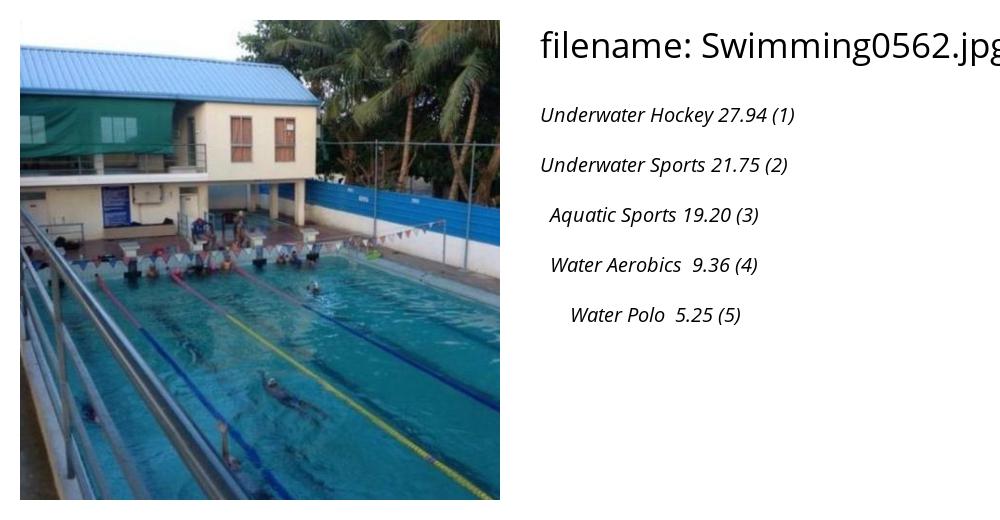 filename: Swimming0562.jpg
Underwater Hockey 27.94 (1)
Underwater Sports 21.75 (2)
Aquatic Sports 19.20 (3)
Water Aerobics 9.36 (4)
Water Polo 5.25 (5)